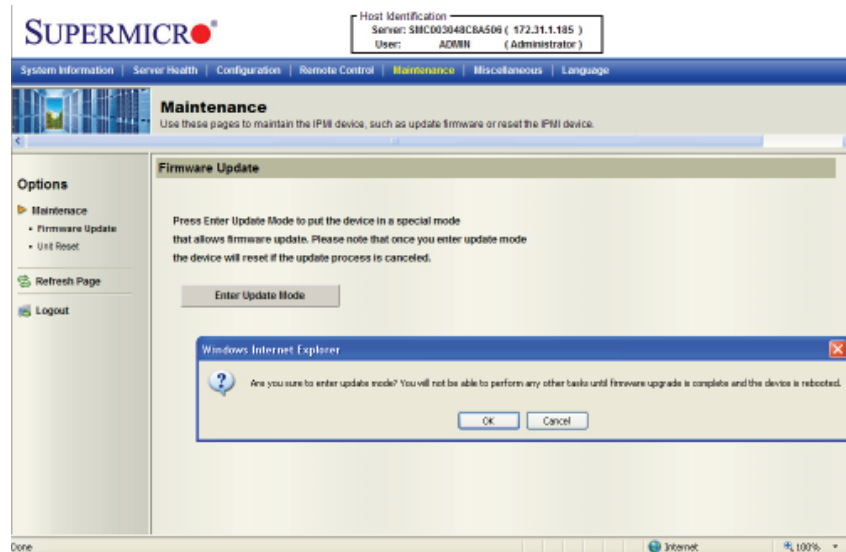 SUPERMICRO
Host Identification
Server: SMC003048C8A506 ( 172.31.1.185 )
User: ADMIN ( Administrator )
System Information | Server Health | Configuration | Remote Control | Maintenance | Miscellaneous | Language
Maintenance
Use these pages to maintain the IPMI device, such as update firmware or reset the IPMI device.
Options
Maintenace
• Firmware Update
• Unit Reset
Refresh Page
Logout
Firmware Update
Press Enter Update Mode to put the device in a special mode
that allows firmware update. Please note that once you enter update mode
the device will reset if the update process is canceled.
Enter Update Mode
Windows Internet Explorer
Are you sure to enter update mode? You will not be able to perform any other tasks until firmware upgrade is complete and the device is rebooted.
OK Cancel
Done Internet 100%